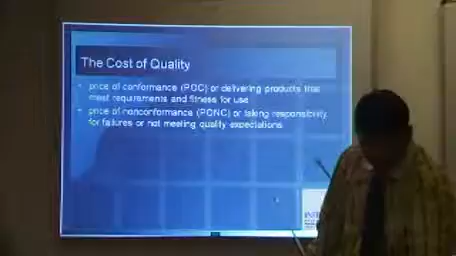 The Cost of Quality
price of conformance (POC) or delivering products that
meet requirements and fitness for use
price of nonconformance (PONC) or taking responsibility
for failures or not meeting quality expectations